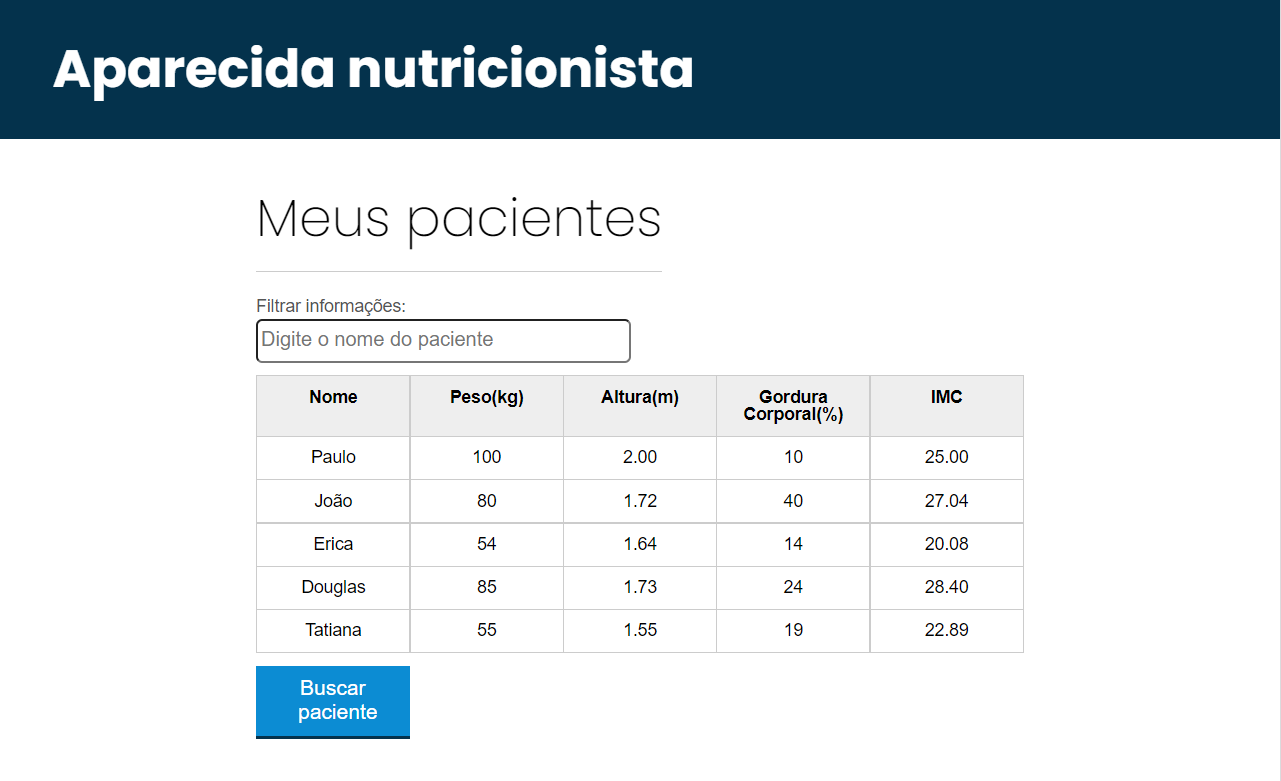 Aparecida nutricionista
Meus pacientes
Filtrar informações:
Digite o nome do paciente
Nome Peso(kg) Altura(m) Gordura Corporal(%) IMC
Paulo 100 2.00 10 25.00
João 80 1.72 40 27.04
Erica 54 1.64 14 20.08
Douglas 85 1.73 24 28.40
Tatiana 55 1.55 19 22.89
Buscar
paciente